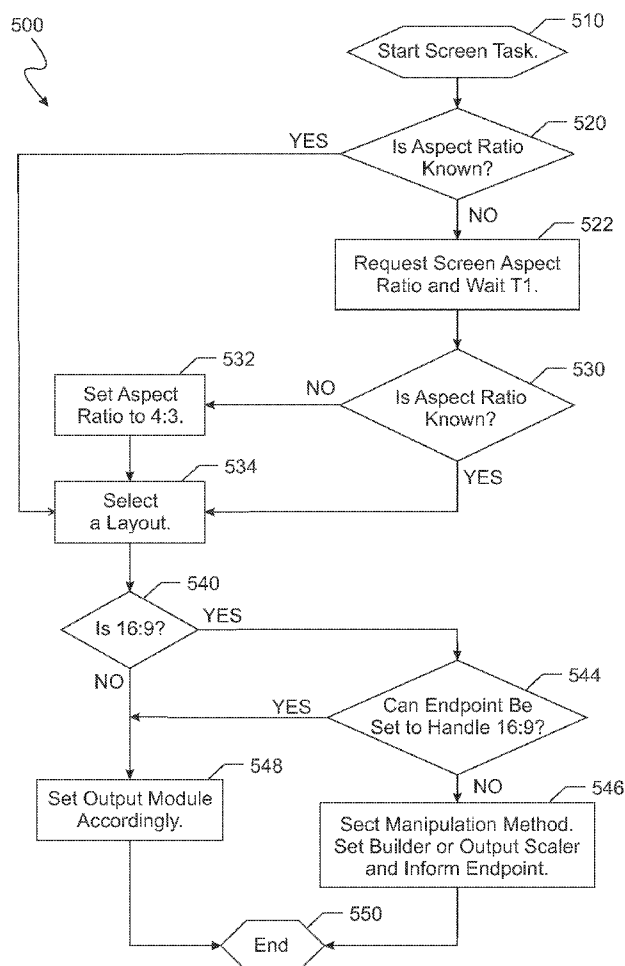 500
510
Start Screen Task.
520
YES
Is Aspect Ratio
Known?
NO
522
Request Screen Aspect
Ratio and Wait T1.
532
530
Set Aspect
Ratio to 4:3.
NO
Is Aspect Ratio
Known?
534
YES
Select
a Layout.
540
Is 16:9?
YES
NO
544
YES
Can Endpoint Be
Set to Handle 16:9?
548
NO
546
Set Output Module
Accordingly.
Sect Manipulation Method.
Set Builder or Output Scaler
and Inform Endpoint.
550
End